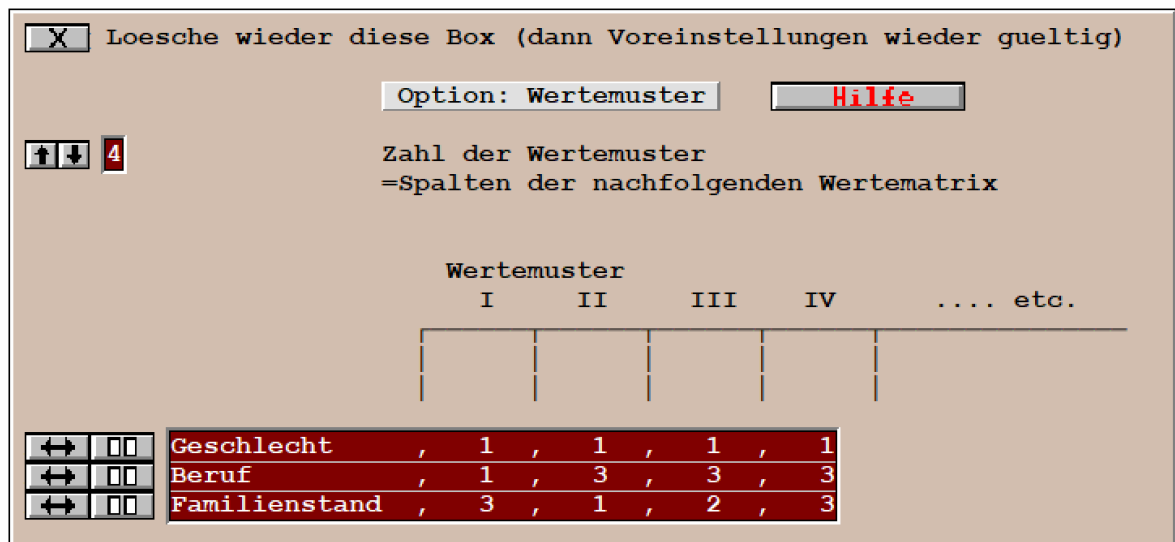 X Loesche wieder diese Box (dann Voreinstellungen wieder gueltig)
Option: Wertemuster Hilfe
4 Zahl der Wertemuster
=Spalten der nachfolgenden Wertematrix
Wertemuster
I II III IV .... etc.
Geschlecht , 1 , 1 , 1 , 1
Beruf , 1 , 3 , 3 , 3
Familienstand , 3 , 1 , 2 , 3